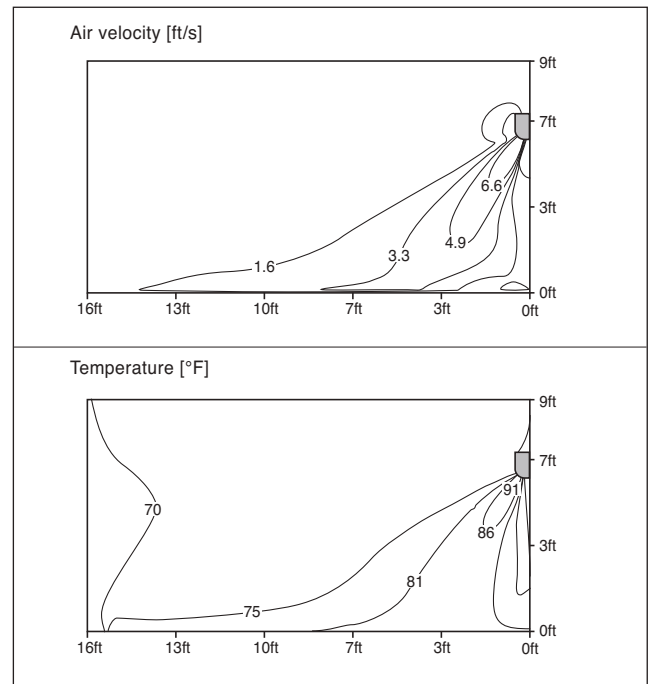 Air velocity [ft/s]
9ft
7ft
6.6
3ft
4.9
3.3
1.6
0ft
16ft 13ft 10ft 7ft 3ft 0ft
Temperature [°F]
9ft
7ft
91
70
86
3ft
81
75
0ft
16ft 13ft 10ft 7ft 3ft 0ft